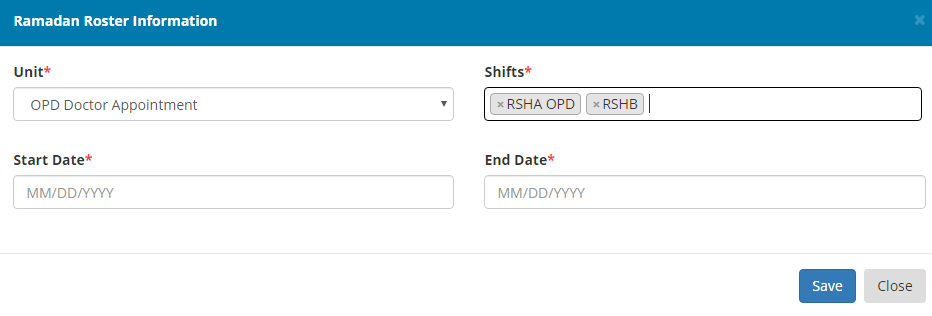 Ramadan Roster Information ×
Unit* Shifts*
OPD Doctor Appointment × RSHA OPD × RSHB
Start Date* End Date*
MM/DD/YYYY MM/DD/YYYY
Save Close